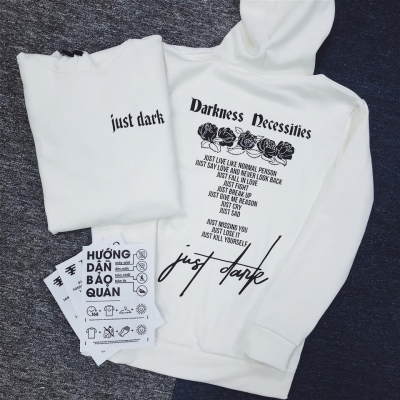 just dark
Darkness Necessities
JUST LIVE LIKE NORMAL PERSON
JUST SAY LOVE AND NEVER LOOK BACK
JUST FALL IN LOVE
JUST FIGHT
JUST BREAK UP
JUST GIVE ME REASON
JUST CRY
JUST SAD
JUST MISSING YOU
JUST LOSE IT
JUST KILL YOURSELF
just dark
HƯỚNG
DẪN
BẢO
QUẢN